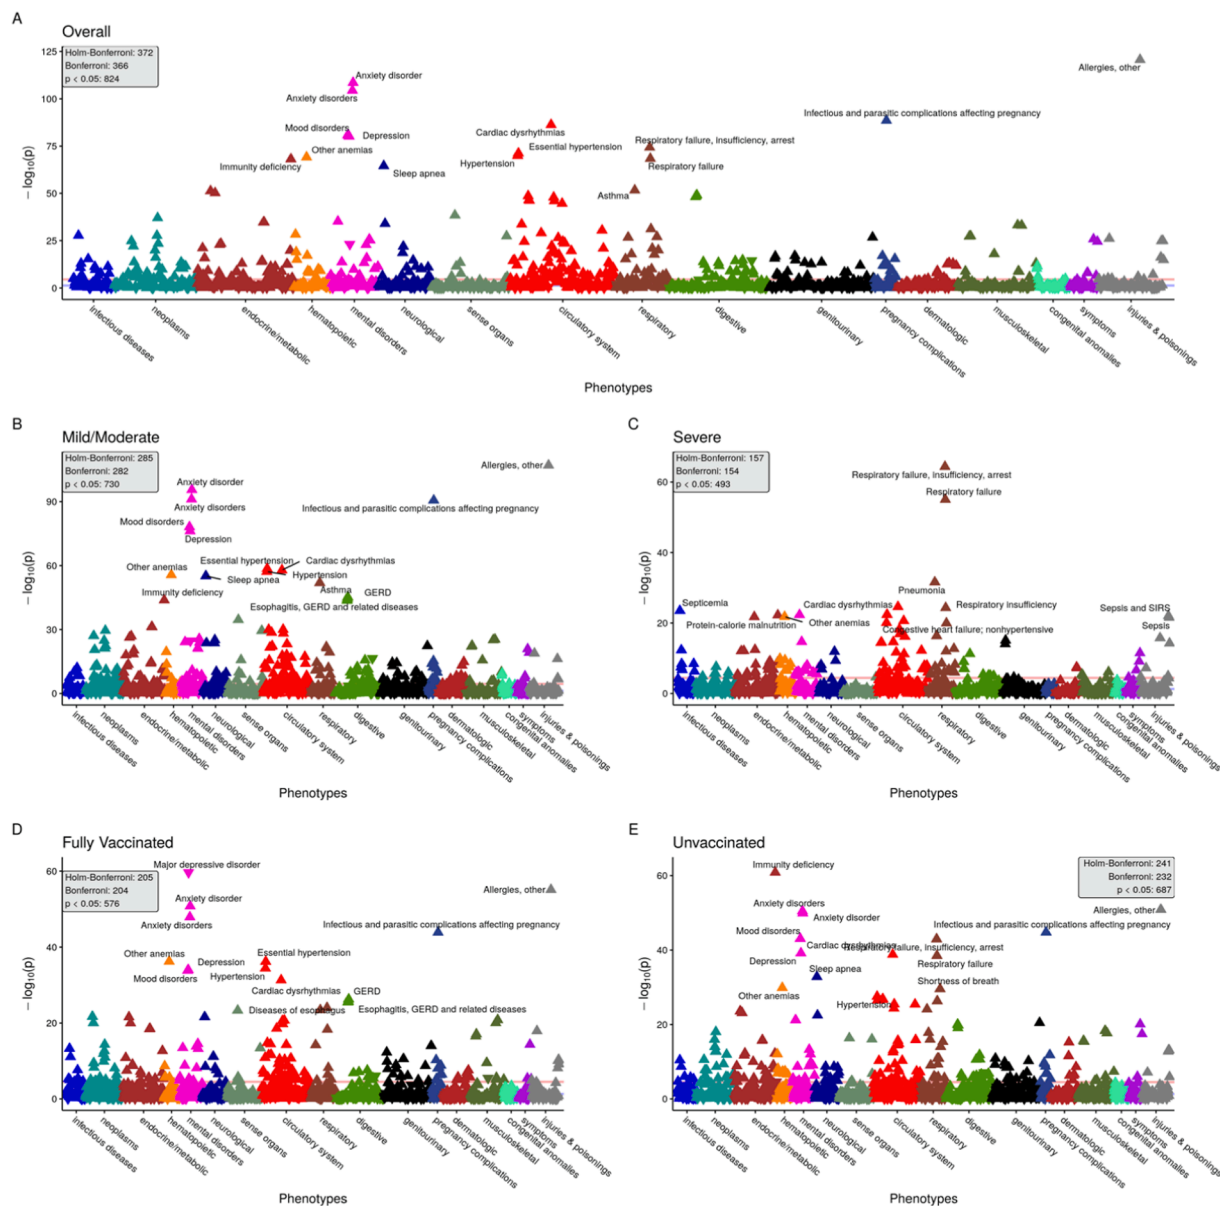 A
Overall
Holm-Bonferroni: 372
Bonferroni: 366
p < 0.05: 824
− log10(p)
125
100
75
50
25
0
Anxiety disorder
Allergies, other
Anxiety disorders
Infectious and parasitic complications affecting pregnancy
Mood disorders
Depression
Cardiac dysrhythmias
Respiratory failure, insufficiency, arrest
Other anemias
Essential hypertension
Immunity deficiency
Sleep apnea
Hypertension
Respiratory failure
Asthma
infectious diseases
neoplasms
endocrine/metabolic
hematopoietic
mental disorders
neurological
sense organs
circulatory system
respiratory
digestive
genitourinary
pregnancy complications
dermatologic
musculoskeletal
congenital anomalies
symptoms
injuries & poisonings
Phenotypes
B
Mild/Moderate
Holm-Bonferroni: 285
Bonferroni: 282
p < 0.05: 730
− log10(p)
90
60
30
0
Allergies, other
Anxiety disorder
Anxiety disorders
Infectious and parasitic complications affecting pregnancy
Mood disorders
Depression
Essential hypertension
Cardiac dysrhythmias
Other anemias
Sleep apnea
Hypertension
Immunity deficiency
Asthma
GERD
Esophagitis, GERD and related diseases
infectious diseases
neoplasms
endocrine/metabolic
hematopoietic
mental disorders
neurological
sense organs
circulatory system
respiratory
digestive
genitourinary
pregnancy complications
dermatologic
musculoskeletal
congenital anomalies
symptoms
injuries & poisonings
Phenotypes
C
Severe
Holm-Bonferroni: 157
Bonferroni: 154
p < 0.05: 493
− log10(p)
60
40
20
0
Respiratory failure, insufficiency, arrest
Respiratory failure
Pneumonia
Septicemia
Cardiac dysrhythmias
Respiratory insufficiency
Sepsis and SIRS
Protein-calorie malnutrition
Other anemias
Congestive heart failure; nonhypertensive
Sepsis
infectious diseases
neoplasms
endocrine/metabolic
hematopoietic
mental disorders
neurological
sense organs
circulatory system
respiratory
digestive
genitourinary
pregnancy complications
dermatologic
musculoskeletal
congenital anomalies
symptoms
injuries & poisonings
Phenotypes
D
Fully Vaccinated
Holm-Bonferroni: 205
Bonferroni: 204
p < 0.05: 576
− log10(p)
60
40
20
0
Major depressive disorder
Allergies, other
Anxiety disorder
Anxiety disorders
Infectious and parasitic complications affecting pregnancy
Other anemias
Essential hypertension
Depression
Mood disorders
Hypertension
Cardiac dysrhythmias
GERD
Diseases of esophagus
Esophagitis, GERD and related diseases
infectious diseases
neoplasms
endocrine/metabolic
hematopoietic
mental disorders
neurological
sense organs
circulatory system
respiratory
digestive
genitourinary
pregnancy complications
dermatologic
musculoskeletal
congenital anomalies
symptoms
injuries & poisonings
Phenotypes
E
Unvaccinated
Holm-Bonferroni: 241
Bonferroni: 232
p < 0.05: 687
− log10(p)
60
40
20
0
Immunity deficiency
Anxiety disorders
Allergies, other
Anxiety disorder
Infectious and parasitic complications affecting pregnancy
Mood disorders
Cardiac dysrhythmias
Respiratory failure, insufficiency, arrest
Depression
Respiratory failure
Sleep apnea
Shortness of breath
Other anemias
Hypertension
infectious diseases
neoplasms
endocrine/metabolic
hematopoietic
mental disorders
neurological
sense organs
circulatory system
respiratory
digestive
genitourinary
pregnancy complications
dermatologic
musculoskeletal
congenital anomalies
symptoms
injuries & poisonings
Phenotypes